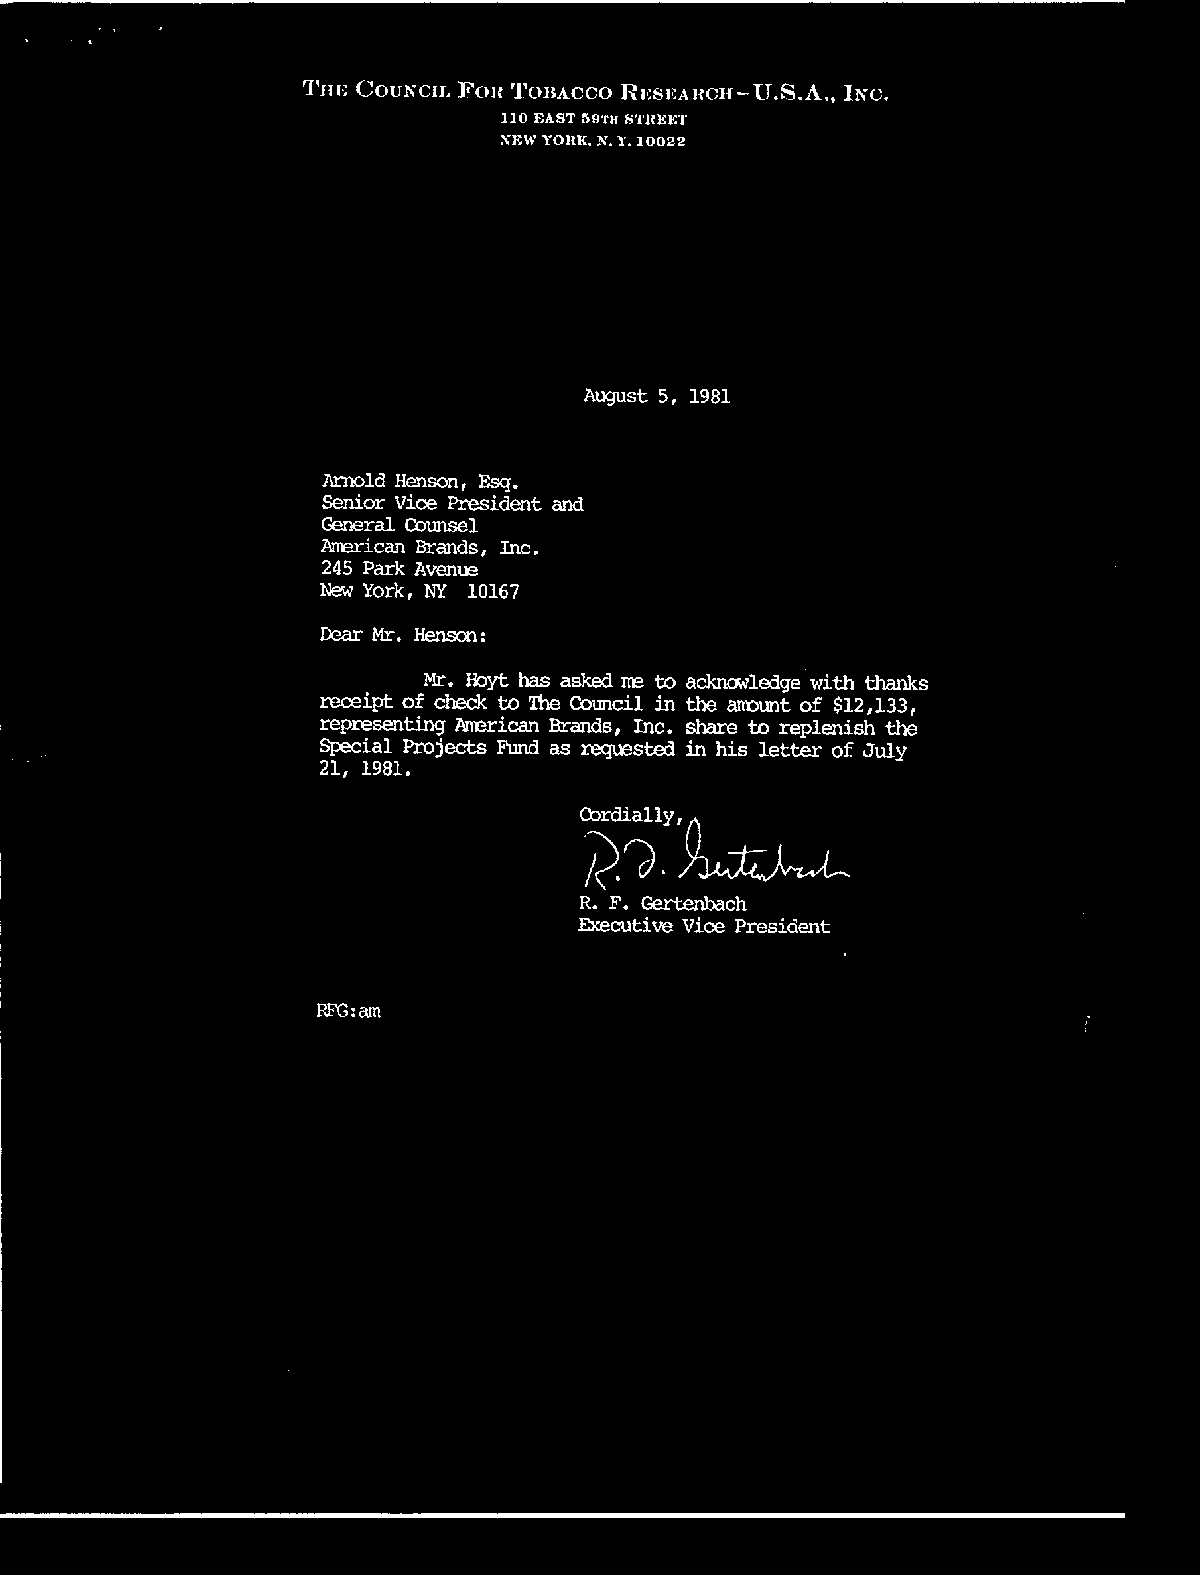 THE COUNCIL FOR TOBACCO RESEARCH-U.S.A., INC.
110 EAST 59TH STREET
NEW YORK, N. Y. 10022
August 5, 1981
Arnold Henson, Esq.
Senior Vice President and
General Counsel
American Brands, Inc.
245 Park Avenue
New York, NY  10167
Dear Mr. Henson:
Mr. Hoyt has asked me to acknowledge with thanks
receipt of check to The Council in the amount of $12,133,
representing American Brands, Inc. share to replenish the
Special Projects Fund as requested in his letter of July
21, 1981.
Cordially,
R. F. Gertenbach
R. F. Gertenbach
Executive Vice President
RFG:am